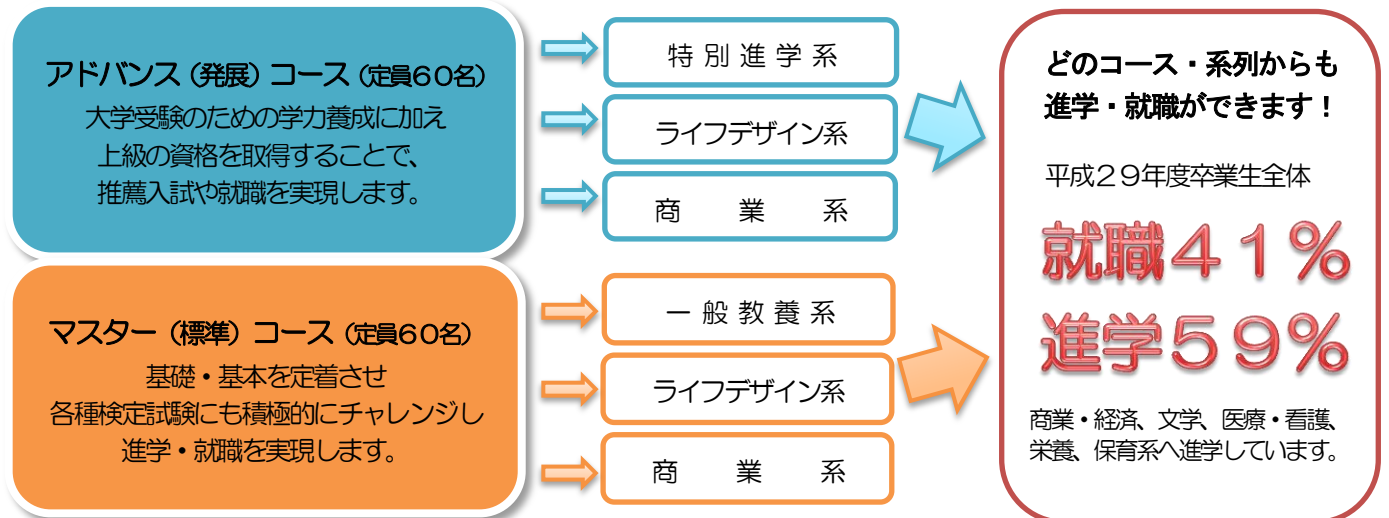 アドバンス（発展）コース（定員６０名）
大学受験のための学力養成に加え
上級の資格を取得することで、
推薦入試や就職を実現します。
特別進学系
ライフデザイン系
商　業　系
マスター（標準）コース（定員６０名）
基礎・基本を定着させ
各種検定試験にも積極的にチャレンジし
進学・就職を実現します。
一般教養系
ライフデザイン系
商　業　系
どのコース・系列からも
進学・就職ができます！
平成２９年度卒業生全体
就職４１％
進学５９％
商業・経済、文学、医療・看護、
栄養、保育系へ進学しています。